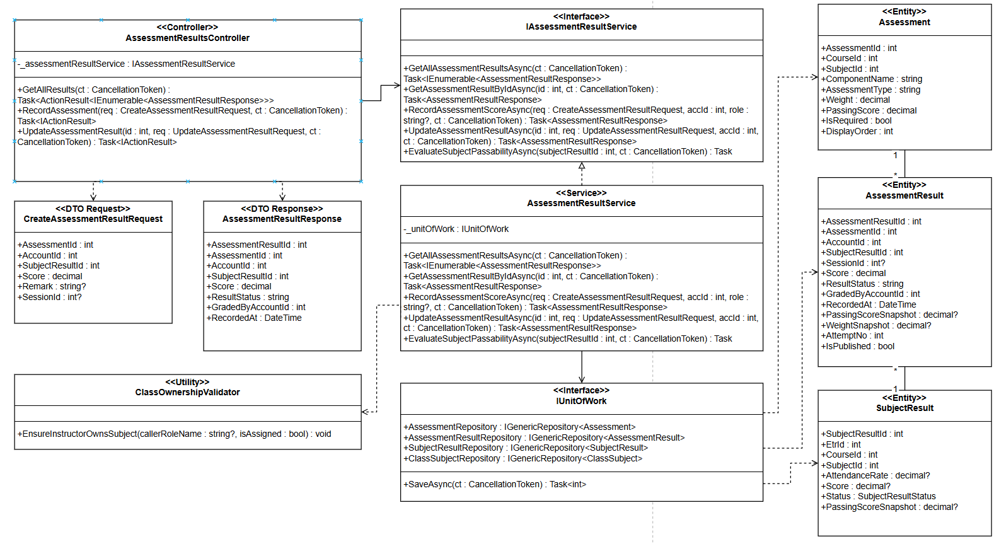 <<Controller>>
AssessmentResultsController
-_assessmentResultService : IAssessmentResultService
+GetAllResults(ct : CancellationToken) :
Task<ActionResult<IEnumerable<AssessmentResultResponse>>>
+RecordAssessment(req : CreateAssessmentResultRequest, ct : CancellationToken) :
Task<IActionResult>
+UpdateAssessmentResult(id : int, req : UpdateAssessmentResultRequest, ct :
CancellationToken) : Task<IActionResult>
<<DTO Request>>
CreateAssessmentResultRequest
+AssessmentId : int
+AccountId : int
+SubjectResultId : int
+Score : decimal
+Remark : string?
+SessionId : int?
<<DTO Response>>
AssessmentResultResponse
+AssessmentResultId : int
+AssessmentId : int
+AccountId : int
+SubjectResultId : int
+Score : decimal
+ResultStatus : string
+GradedByAccountId : int
+RecordedAt : DateTime
<<Utility>>
ClassOwnershipValidator
+EnsureInstructorOwnsSubject(callerRoleName : string?, isAssigned : bool) : void
<<Interface>>
IAssessmentResultService
+GetAllAssessmentResultsAsync(ct : CancellationToken) :
Task<IEnumerable<AssessmentResultResponse>>
+GetAssessmentResultByIdAsync(id : int, ct : CancellationToken) :
Task<AssessmentResultResponse>
+RecordAssessmentScoreAsync(req : CreateAssessmentResultRequest, accId : int, role :
string?, ct : CancellationToken) : Task<AssessmentResultResponse>
+UpdateAssessmentResultAsync(id : int, req : UpdateAssessmentResultRequest, accId : int,
ct : CancellationToken) : Task<AssessmentResultResponse>
+EvaluateSubjectPassabilityAsync(subjectResultId : int, ct : CancellationToken) : Task
<<Service>>
AssessmentResultService
-_unitOfWork : IUnitOfWork
+GetAllAssessmentResultsAsync(ct : CancellationToken) :
Task<IEnumerable<AssessmentResultResponse>>
+GetAssessmentResultByIdAsync(id : int, ct : CancellationToken) :
Task<AssessmentResultResponse>
+RecordAssessmentScoreAsync(req : CreateAssessmentResultRequest, accId : int, role :
string?, ct : CancellationToken) : Task<AssessmentResultResponse>
+UpdateAssessmentResultAsync(id : int, req : UpdateAssessmentResultRequest, accId : int,
ct : CancellationToken) : Task<AssessmentResultResponse>
+EvaluateSubjectPassabilityAsync(subjectResultId : int, ct : CancellationToken) : Task
<<Interface>>
IUnitOfWork
+AssessmentRepository : IGenericRepository<Assessment>
+AssessmentResultRepository : IGenericRepository<AssessmentResult>
+SubjectResultRepository : IGenericRepository<SubjectResult>
+ClassSubjectRepository : IGenericRepository<ClassSubject>
+SaveAsync(ct : CancellationToken) : Task<int>
<<Entity>>
Assessment
+AssessmentId : int
+CourseId : int
+SubjectId : int
+ComponentName : string
+AssessmentType : string
+Weight : decimal
+PassingScore : decimal
+IsRequired : bool
+DisplayOrder : int
1
*
<<Entity>>
AssessmentResult
+AssessmentResultId : int
+AssessmentId : int
+AccountId : int
+SubjectResultId : int
+SessionId : int?
+Score : decimal
+ResultStatus : string
+GradedByAccountId : int
+RecordedAt : DateTime
+PassingScoreSnapshot : decimal?
+WeightSnapshot : decimal?
+AttemptNo : int
+IsPublished : bool
*
1
<<Entity>>
SubjectResult
+SubjectResultId : int
+EtrId : int
+CourseId : int
+SubjectId : int
+AttendanceRate : decimal?
+Score : decimal?
+Status : SubjectResultStatus
+PassingScoreSnapshot : decimal?